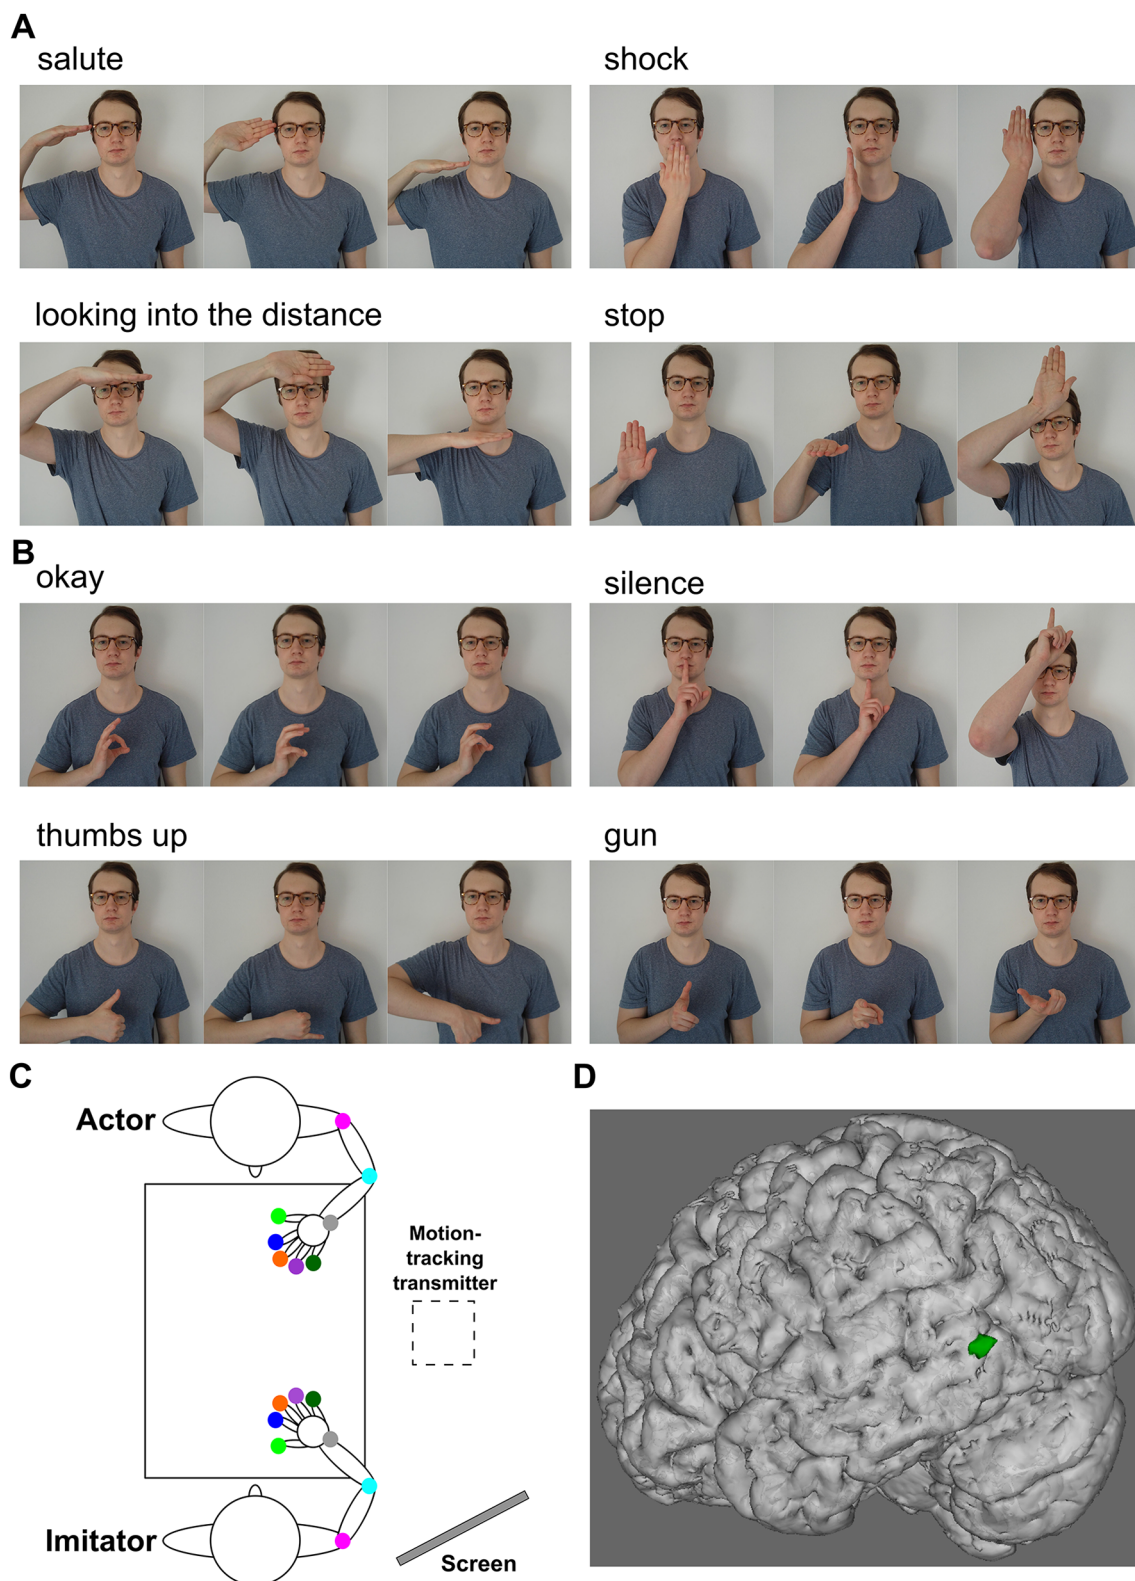 A
salute
shock
looking into the distance
stop
B
okay
silence
thumbs up
gun
C
Actor
Motion-
tracking
transmitter
Imitator
Screen
D